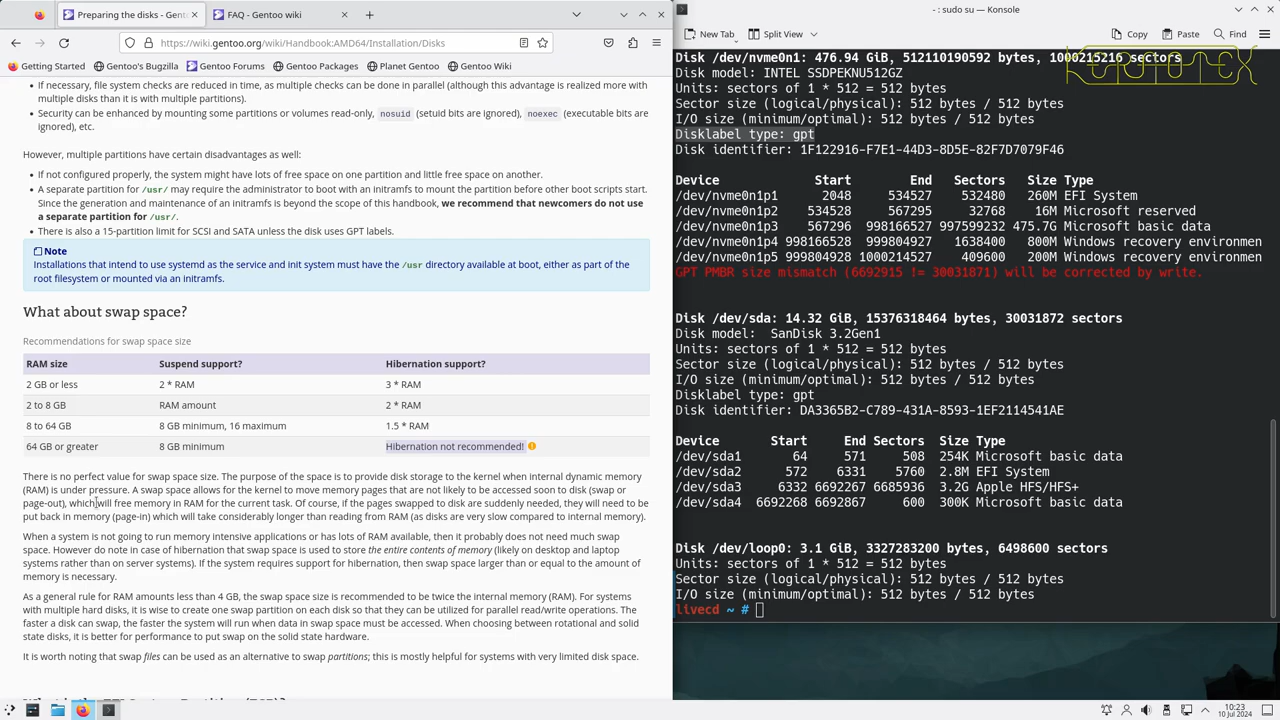 Preparing the disks - Gent
FAQ - Gentoo wiki
https://wiki.gentoo.org/wiki/Handbook:AMD64/Installation/Disks
Getting Started
Gentoo's Bugzilla
Gentoo Forums
Gentoo Packages
Planet Gentoo
Gentoo Wiki
If necessary, file system checks are reduced in time, as multiple checks can be done in parallel (although this advantage is realized more with
multiple disks than it is with multiple partitions).
Security can be enhanced by mounting some partitions or volumes read-only, nosuid (setuid bits are ignored), noexec (executable bits are
ignored), etc.
However, multiple partitions have certain disadvantages as well:
If not configured properly, the system might have lots of free space on one partition and little free space on another.
A separate partition for /usr/ may require the administrator to boot with an initramfs to mount the partition before other boot scripts start.
Since the generation and maintenance of an initramfs is beyond the scope of this handbook, we recommend that newcomers do not use
a separate partition for /usr/.
There is also a 15-partition limit for SCSI and SATA unless the disk uses GPT labels.
Note
Installations that intend to use systemd as the service and init system must have the /usr directory available at boot, either as part of the
root filesystem or mounted via an initramfs.
What about swap space?
Recommendations for swap space size
RAM size Suspend support? Hibernation support?
2 GB or less 2 * RAM 3 * RAM
2 to 8 GB RAM amount 2 * RAM
8 to 64 GB 8 GB minimum, 16 maximum 1.5 * RAM
64 GB or greater 8 GB minimum Hibernation not recommended!
There is no perfect value for swap space size. The purpose of the space is to provide disk storage to the kernel when internal dynamic memory
(RAM) is under pressure. A swap space allows for the kernel to move memory pages that are not likely to be accessed soon to disk (swap or
page-out), which will free memory in RAM for the current task. Of course, if the pages swapped to disk are suddenly needed, they will need to be
put back in memory (page-in) which will take considerably longer than reading from RAM (as disks are very slow compared to internal memory).
When a system is not going to run memory intensive applications or has lots of RAM available, then it probably does not need much swap
space. However do note in case of hibernation that swap space is used to store the entire contents of memory (likely on desktop and laptop
systems rather than on server systems). If the system requires support for hibernation, then swap space larger than or equal to the amount of
memory is necessary.
As a general rule for RAM amounts less than 4 GB, the swap space size is recommended to be twice the internal memory (RAM). For systems
with multiple hard disks, it is wise to create one swap partition on each disk so that they can be utilized for parallel read/write operations. The
faster a disk can swap, the faster the system will run when data in swap space must be accessed. When choosing between rotational and solid
state disks, it is better for performance to put swap on the solid state hardware.
It is worth noting that swap files can be used as an alternative to swap partitions; this is mostly helpful for systems with very limited disk space.
- : sudo su — Konsole
New Tab
Split View
Copy
Paste
Find
Disk /dev/nvme0n1: 476.94 GiB, 512110190592 bytes, 1000215216 sectors
Disk model: INTEL SSDPEKNU512GZ
Units: sectors of 1 * 512 = 512 bytes
Sector size (logical/physical): 512 bytes / 512 bytes
I/O size (minimum/optimal): 512 bytes / 512 bytes
Disklabel type: gpt
Disk identifier: 1F122916-F7E1-44D3-8D5E-82F7D7079F46
Device Start End Sectors Size Type
/dev/nvme0n1p1 2048 534527 532480 260M EFI System
/dev/nvme0n1p2 534528 567295 32768 16M Microsoft reserved
/dev/nvme0n1p3 567296 998166527 997599232 475.7G Microsoft basic data
/dev/nvme0n1p4 998166528 999804927 1638400 800M Windows recovery environmen
/dev/nvme0n1p5 999804928 1000214527 409600 200M Windows recovery environmen
GPT PMBR size mismatch (6692915 != 30031871) will be corrected by write.
Disk /dev/sda: 14.32 GiB, 15376318464 bytes, 30031872 sectors
Disk model: SanDisk 3.2Gen1
Units: sectors of 1 * 512 = 512 bytes
Sector size (logical/physical): 512 bytes / 512 bytes
I/O size (minimum/optimal): 512 bytes / 512 bytes
Disklabel type: gpt
Disk identifier: DA3365B2-C789-431A-8593-1EF2114541AE
Device Start End Sectors Size Type
/dev/sda1 64 571 508 254K Microsoft basic data
/dev/sda2 572 6331 5760 2.8M EFI System
/dev/sda3 6332 6692267 6685936 3.2G Apple HFS/HFS+
/dev/sda4 6692268 6692867 600 300K Microsoft basic data
Disk /dev/loop0: 3.1 GiB, 3327283200 bytes, 6498600 sectors
Units: sectors of 1 * 512 = 512 bytes
Sector size (logical/physical): 512 bytes / 512 bytes
I/O size (minimum/optimal): 512 bytes / 512 bytes
livecd ~ #
10:23
10 Jul 2024